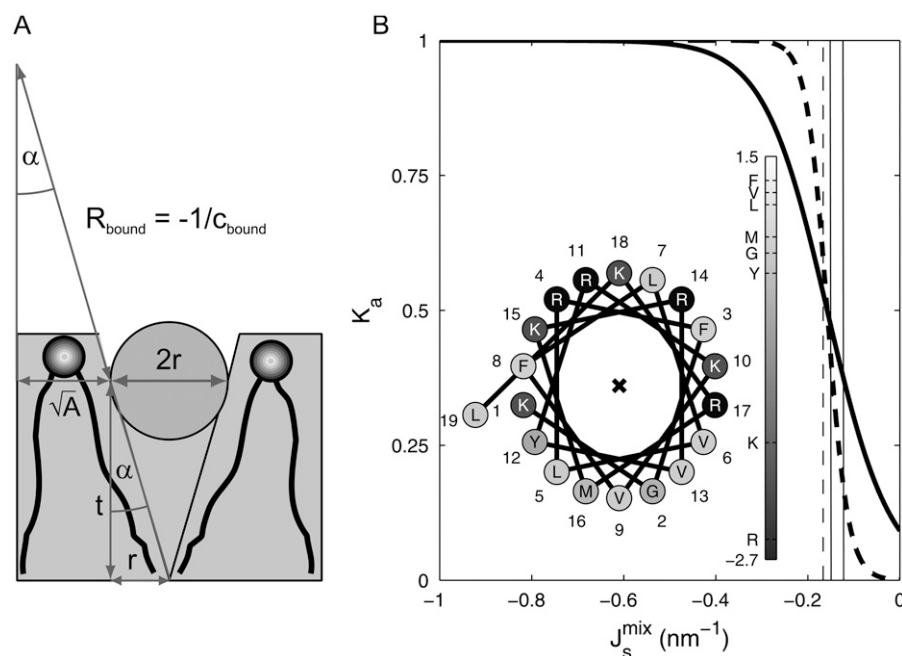 A
α
R_bound = -1/c_bound
2r
√A
α
t
r
B
K_a
1
0.75
0.5
0.25
0
-1
-0.8
-0.6
-0.4
-0.2
0
J_s^mix (nm⁻¹)
18
11
7
4
14
15
3
8
10
1
17
19
12
6
5
13
16
9
2
K
R
L
R
R
K
F
F
K
K
R
L
Y
V
L
V
M
V
G
1.5
F
V
L
M
G
Y
K
R
-2.7